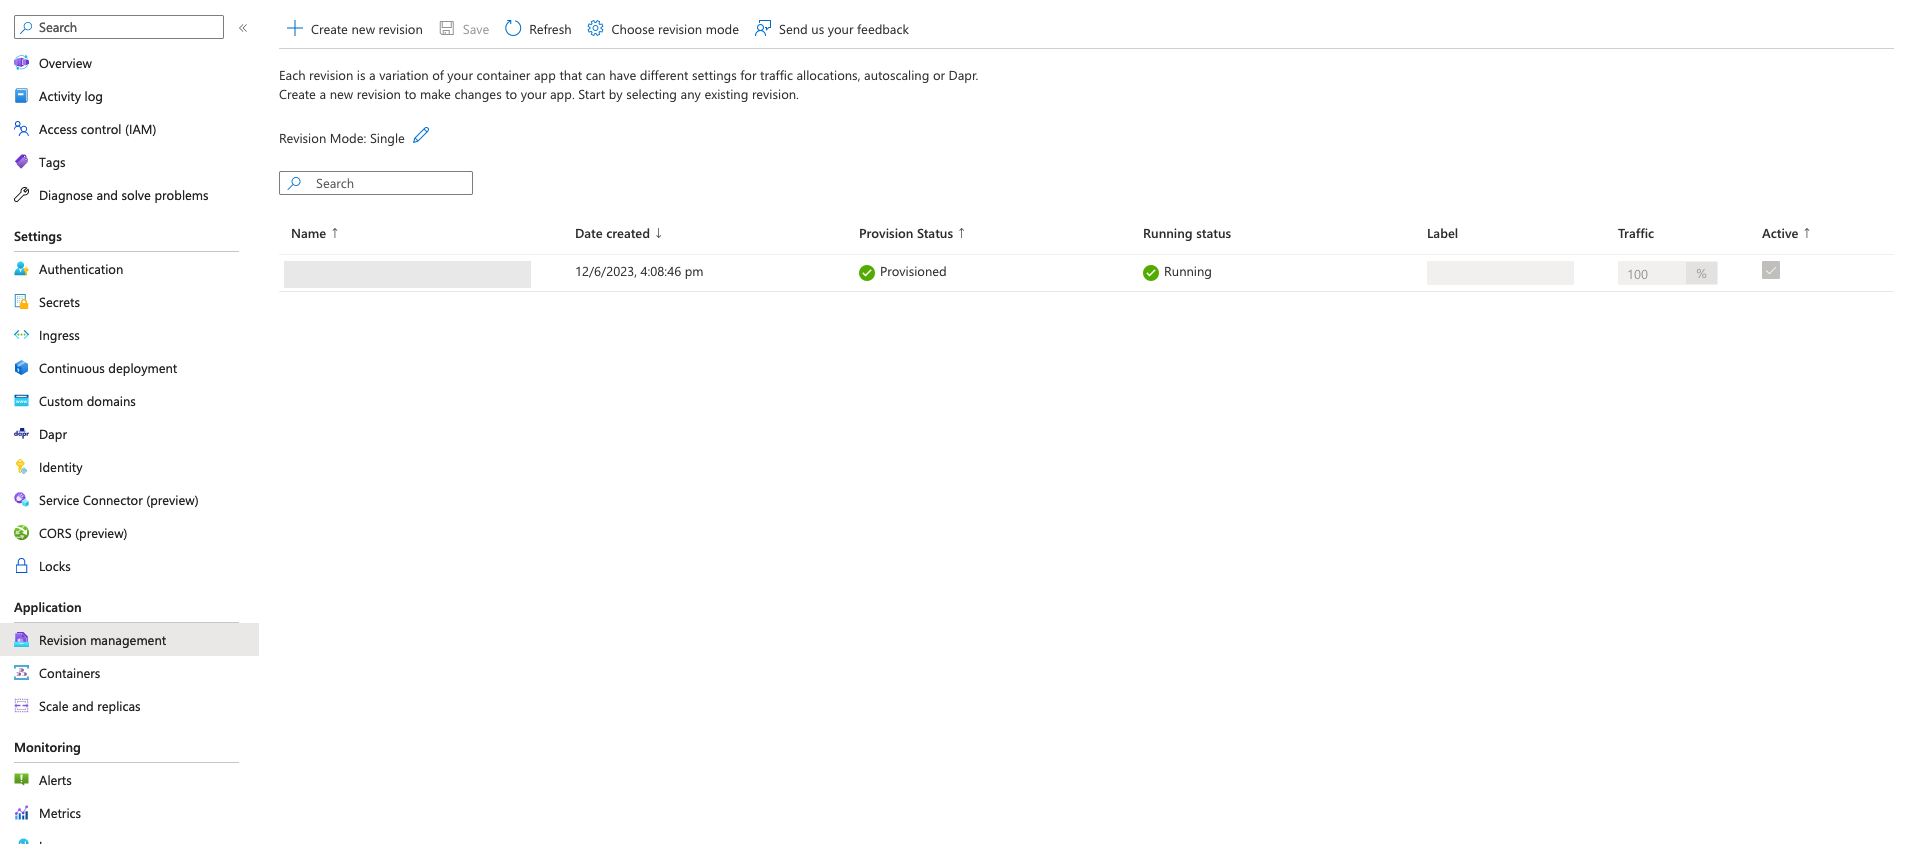 Search
«
Overview
Activity log
Access control (IAM)
Tags
Diagnose and solve problems
Settings
Authentication
Secrets
Ingress
Continuous deployment
Custom domains
dapr Dapr
Identity
Service Connector (preview)
CORS (preview)
Locks
Application
Revision management
Containers
Scale and replicas
Monitoring
Alerts
Metrics
Create new revision Save Refresh Choose revision mode Send us your feedback
Each revision is a variation of your container app that can have different settings for traffic allocations, autoscaling or Dapr.
Create a new revision to make changes to your app. Start by selecting any existing revision.
Revision Mode: Single
Search
Name ↑ Date created ↓ Provision Status ↑ Running status Label Traffic Active ↑
12/6/2023, 4:08:46 pm Provisioned Running 100 %